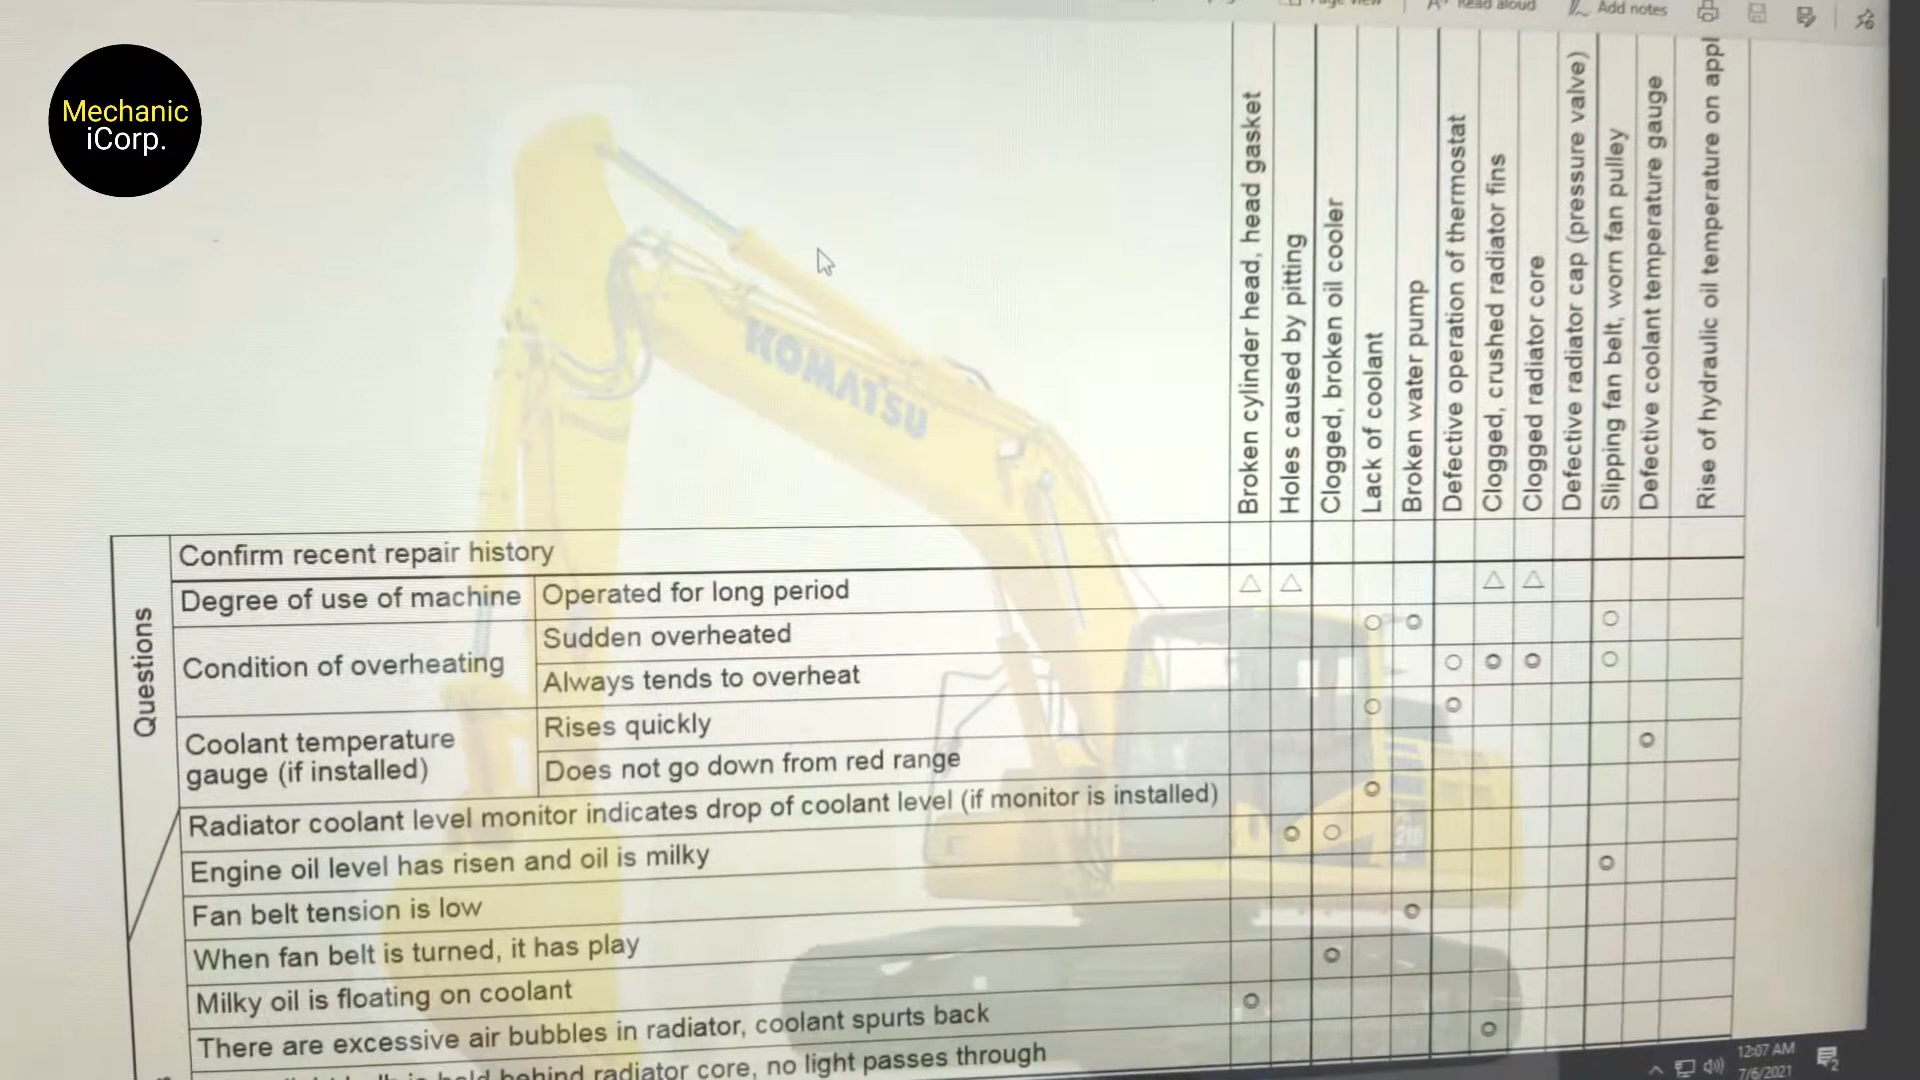 Read aloud
Add notes
Mechanic
iCorp.
Broken cylinder head, head gasket
Holes caused by pitting
Clogged, broken oil cooler
Lack of coolant
Broken water pump
Defective operation of thermostat
Clogged, crushed radiator fins
Clogged radiator core
Defective radiator cap (pressure valve)
Slipping fan belt, worn fan pulley
Defective coolant temperature gauge
Rise of hydraulic oil temperature on
KOMATSU
Questions
Confirm recent repair history
Degree of use of machine
Operated for long period
Condition of overheating
Sudden overheated
Always tends to overheat
Coolant temperature
gauge (if installed)
Rises quickly
Does not go down from red range
Radiator coolant level monitor indicates drop of coolant level (if monitor is installed)
Engine oil level has risen and oil is milky
Fan belt tension is low
When fan belt is turned, it has play
Milky oil is floating on coolant
There are excessive air bubbles in radiator, coolant spurts back
behind radiator core, no light passes through
12:07 AM
7/6/2021